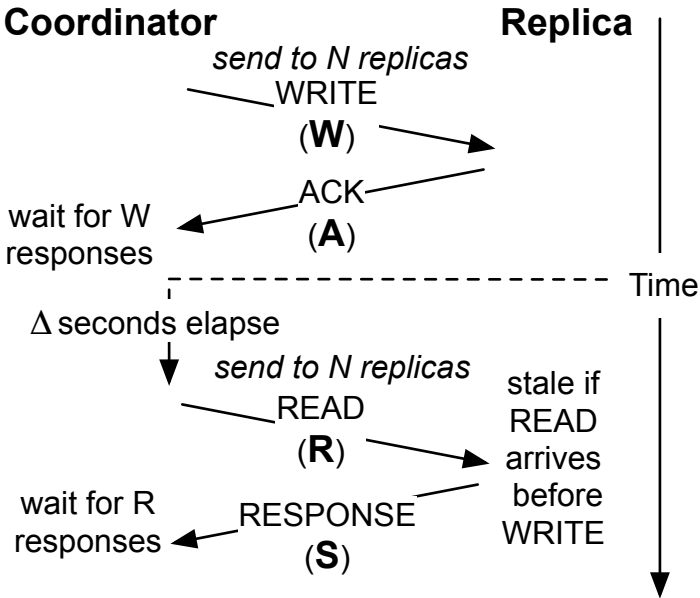 Coordinator
Replica
send to N replicas
WRITE
(W)
ACK
(A)
wait for W
responses
Time
Δ seconds elapse
send to N replicas
READ
(R)
stale if
READ
arrives
before
WRITE
wait for R
responses
RESPONSE
(S)